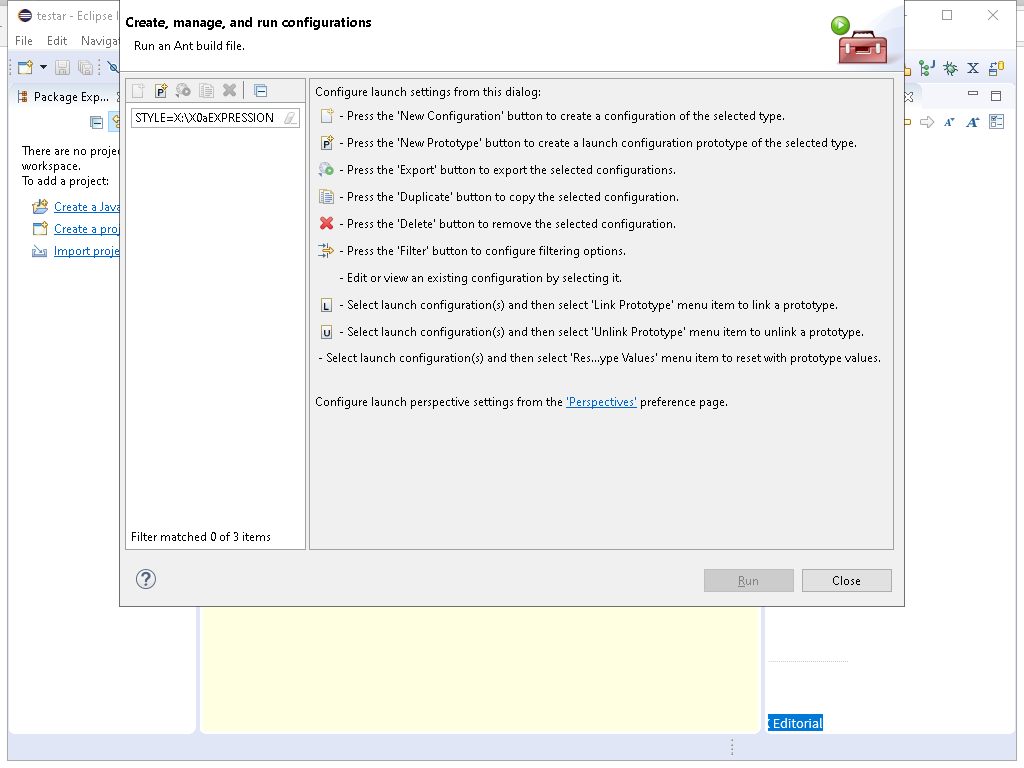 testar - Eclipse I
Create, manage, and run configurations
Run an Ant build file.
File Edit Naviga
Package Exp...
There are no proje
workspace.
To add a project:
Create a Java
Create a proj
Import proje
STYLE=X:\X0aEXPRESSION
Filter matched 0 of 3 items
Configure launch settings from this dialog:
- Press the 'New Configuration' button to create a configuration of the selected type.
- Press the 'New Prototype' button to create a launch configuration prototype of the selected type.
- Press the 'Export' button to export the selected configurations.
- Press the 'Duplicate' button to copy the selected configuration.
- Press the 'Delete' button to remove the selected configuration.
- Press the 'Filter' button to configure filtering options.
- Edit or view an existing configuration by selecting it.
L - Select launch configuration(s) and then select 'Link Prototype' menu item to link a prototype.
U - Select launch configuration(s) and then select 'Unlink Prototype' menu item to unlink a prototype.
- Select launch configuration(s) and then select 'Res...ype Values' menu item to reset with prototype values.
Configure launch perspective settings from the 'Perspectives' preference page.
Run Close
Editorial